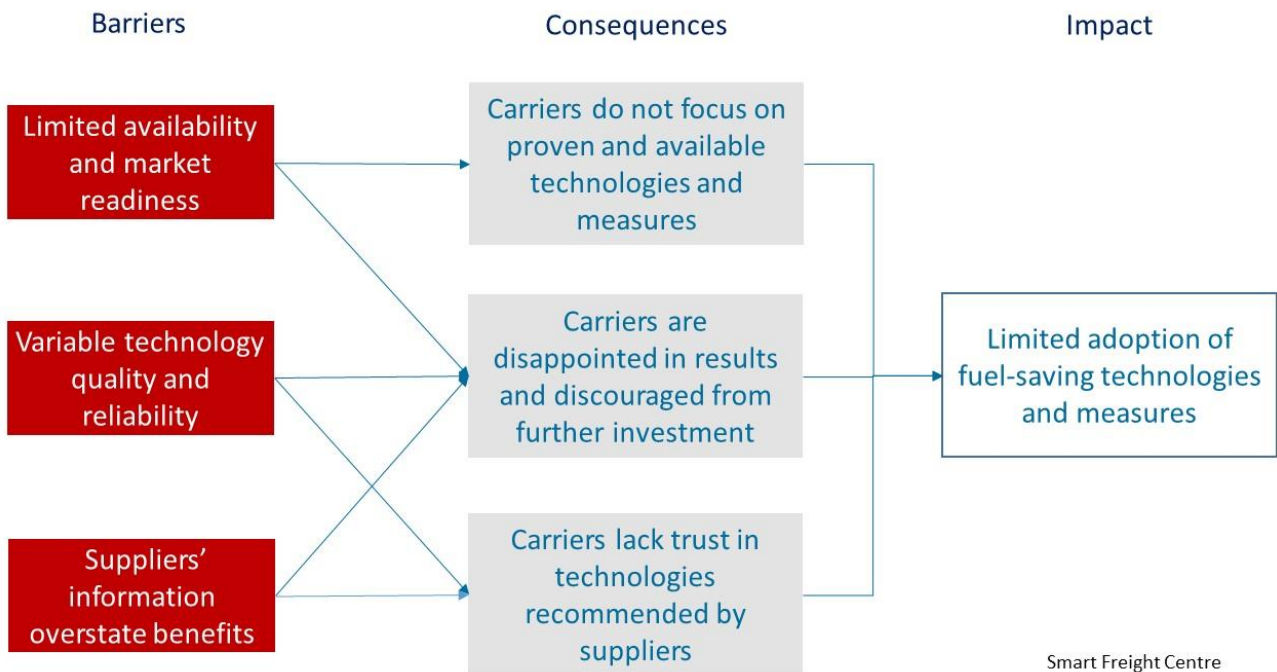 Barriers
Consequences
Impact
Limited availability
and market
readiness
Carriers do not focus on
proven and available
technologies and
measures
Variable technology
quality and
reliability
Carriers are
disappointed in results
and discouraged from
further investment
Limited adoption of
fuel-saving technologies
and measures
Suppliers’
information
overstate benefits
Carriers lack trust in
technologies
recommended by
suppliers
Smart Freight Centre